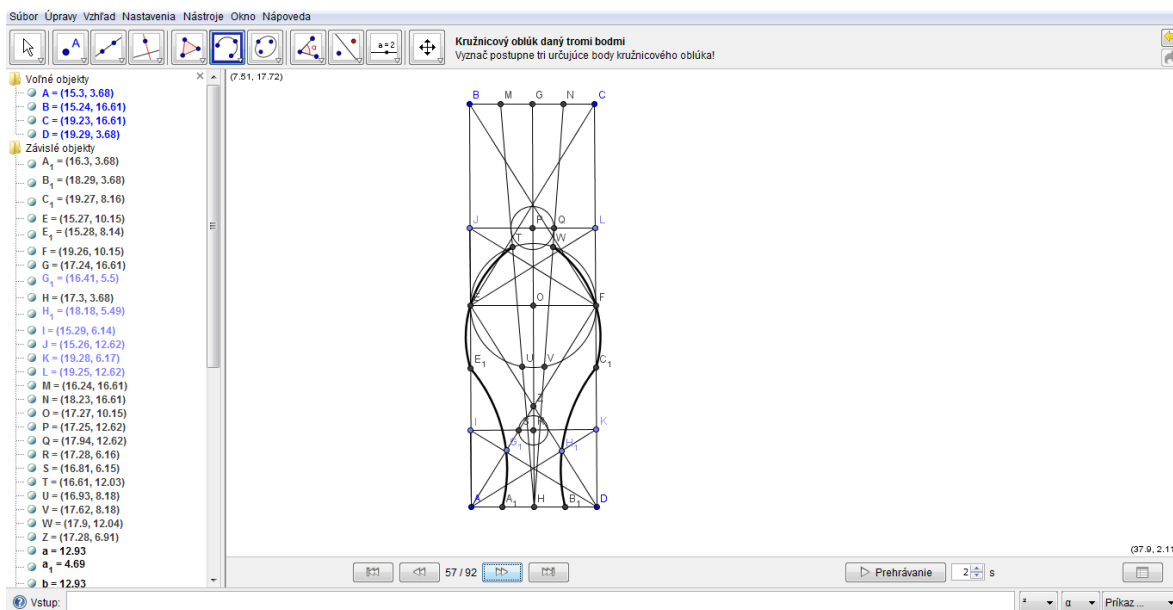 Súbor Úpravy Vzhľad Nastavenia Nástroje Okno Nápoveda
A α a = 2
Kružnicový oblúk daný tromi bodmi
Vyznač postupne tri určujúce body kružnicového oblúka!
Voľné objekty
A = (15.3, 3.68)
B = (15.24, 16.61)
C = (19.23, 16.61)
D = (19.29, 3.68)
Závislé objekty
A1 = (16.3, 3.68)
B1 = (18.29, 3.68)
C1 = (19.27, 8.16)
E = (15.27, 10.15)
E1 = (15.28, 8.14)
F = (19.26, 10.15)
G = (17.24, 16.61)
G1 = (16.41, 5.5)
H = (17.3, 3.68)
H1 = (18.18, 5.49)
I = (15.29, 6.14)
J = (15.26, 12.62)
K = (19.28, 6.17)
L = (19.25, 12.62)
M = (16.24, 16.61)
N = (18.23, 16.61)
O = (17.27, 10.15)
P = (17.25, 12.62)
Q = (17.94, 12.62)
R = (17.28, 6.16)
S = (16.81, 6.15)
T = (16.61, 12.03)
U = (16.93, 8.18)
V = (17.62, 8.18)
W = (17.9, 12.04)
Z = (17.28, 6.91)
a = 12.93
a1 = 4.69
b = 12.93
(7.51, 17.72)
B M G N C
J P Q L
T W
E O F
E1 U V C1
Z
I S R K
G1 H1
A A1 H B1 D
(37.9, 2.11
57 / 92
Prehrávanie 2 s
Vstup:
² α Príkaz ...